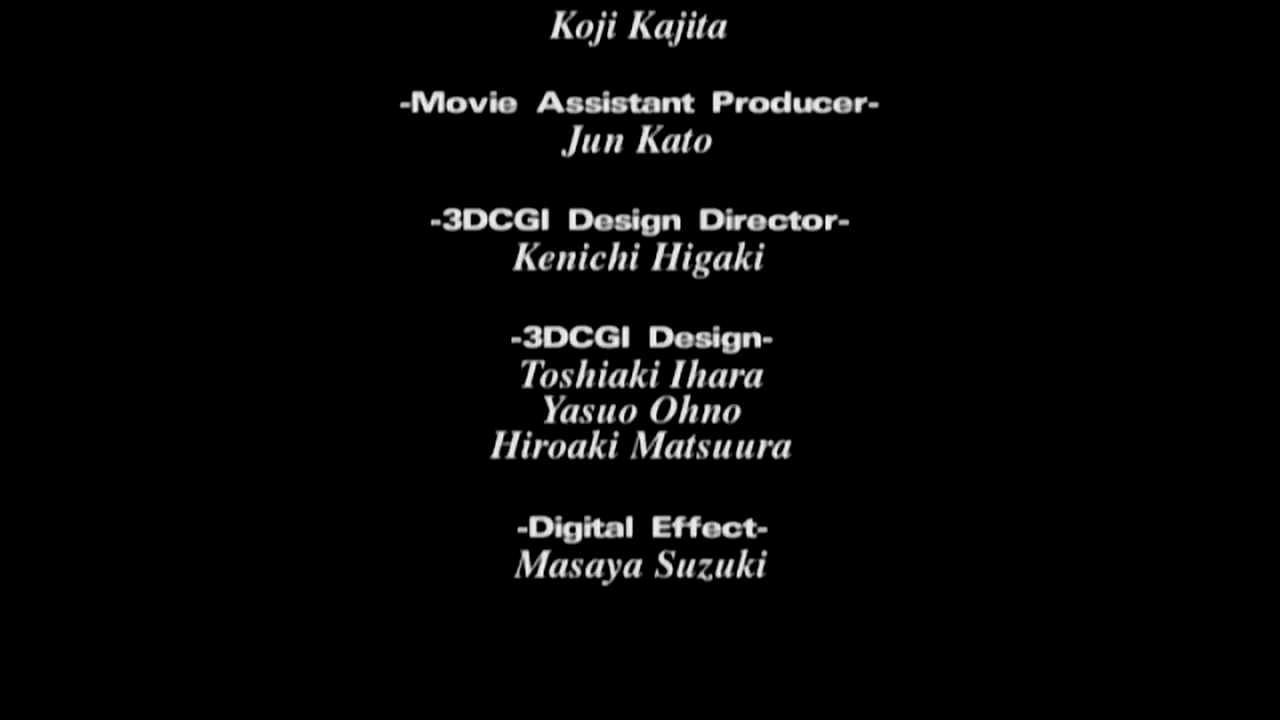 Koji Kajita
-Movie Assistant Producer-
Jun Kato
-3DCGI Design Director-
Kenichi Higaki
-3DCGI Design-
Toshiaki Ihara
Yasuo Ohno
Hiroaki Matsuura
-Digital Effect-
Masaya Suzuki